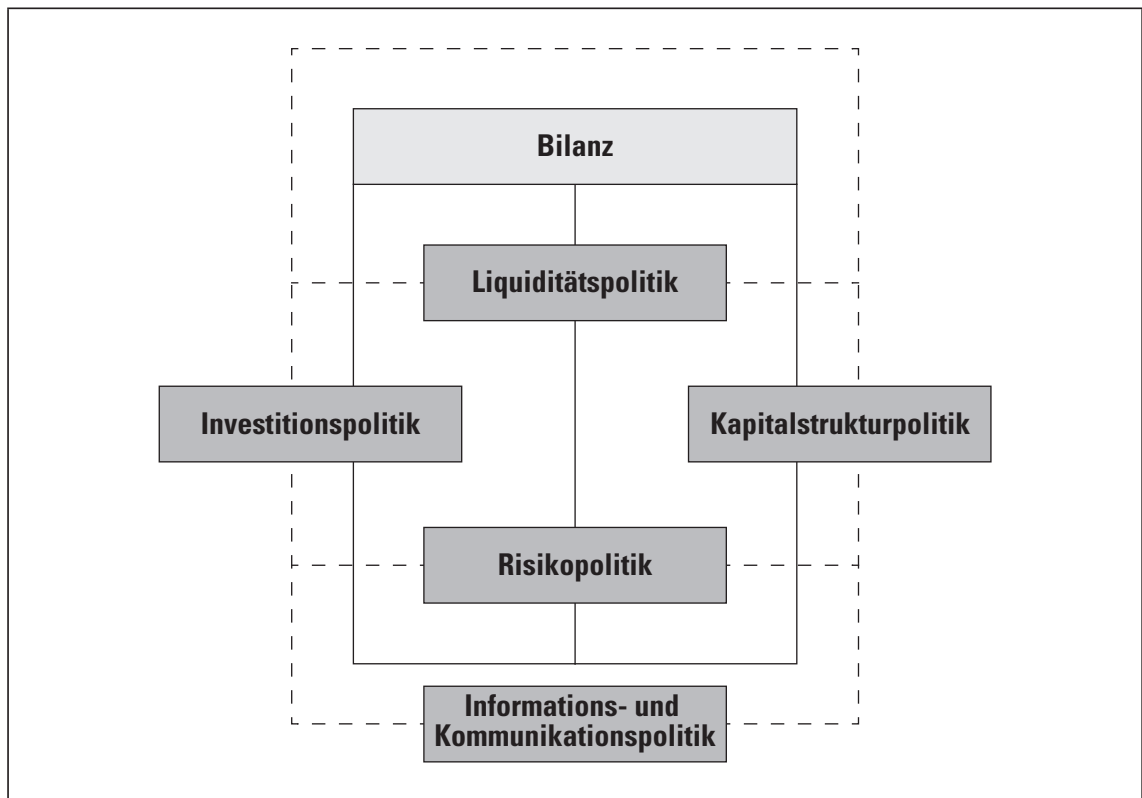 Bilanz
Liquiditätspolitik
Investitionspolitik
Kapitalstrukturpolitik
Risikopolitik
Informations- und
Kommunikationspolitik